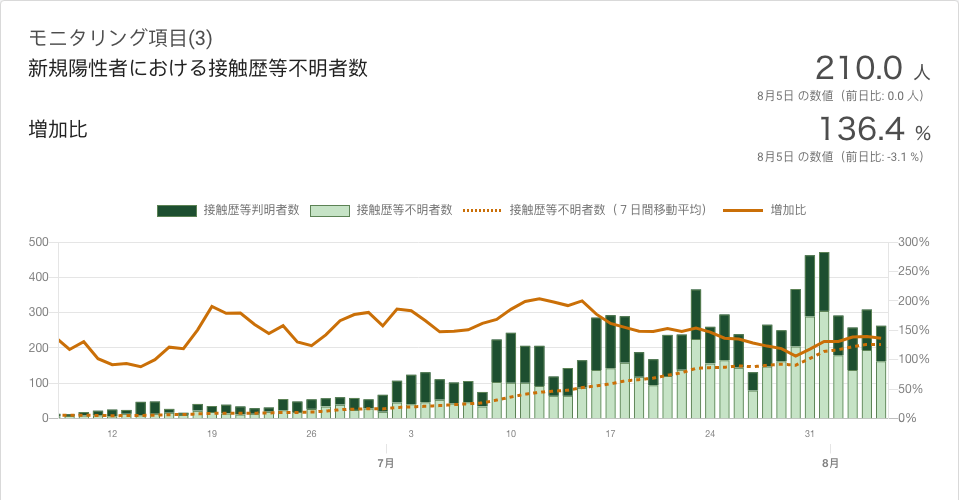 モニタリング項目(3)
新規陽性者における接触歴等不明者数
210.0 人
8月5日 の数値（前日比: 0.0 人）
増加比
136.4 %
8月5日 の数値（前日比: -3.1 %）
接触歴等判明者数 接触歴等不明者数 接触歴等不明者数（７日間移動平均） 増加比
500 300%
250%
400
200%
300
150%
200
100%
100
50%
0 0%
12 19 26 3 10 17 24 31
7月 8月